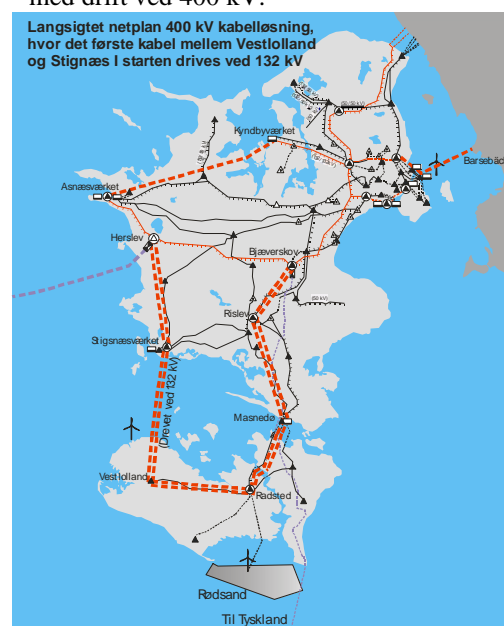 med drift ved 400 kV.
Langsigtet netplan 400 kV kabelløsning,
hvor det første kabel mellem Vestlolland
og Stignæs I starten drives ved 132 kV
Kyndbyværket
Barsebäck
Asnæsværket
Herslev
Bjæverskov
(50 kV)
Rislev
Stigsnæsværket
(Drevet ved 132 kV)
Masnedø
Vestlolland
Radsted
Rødsand
Til Tyskland